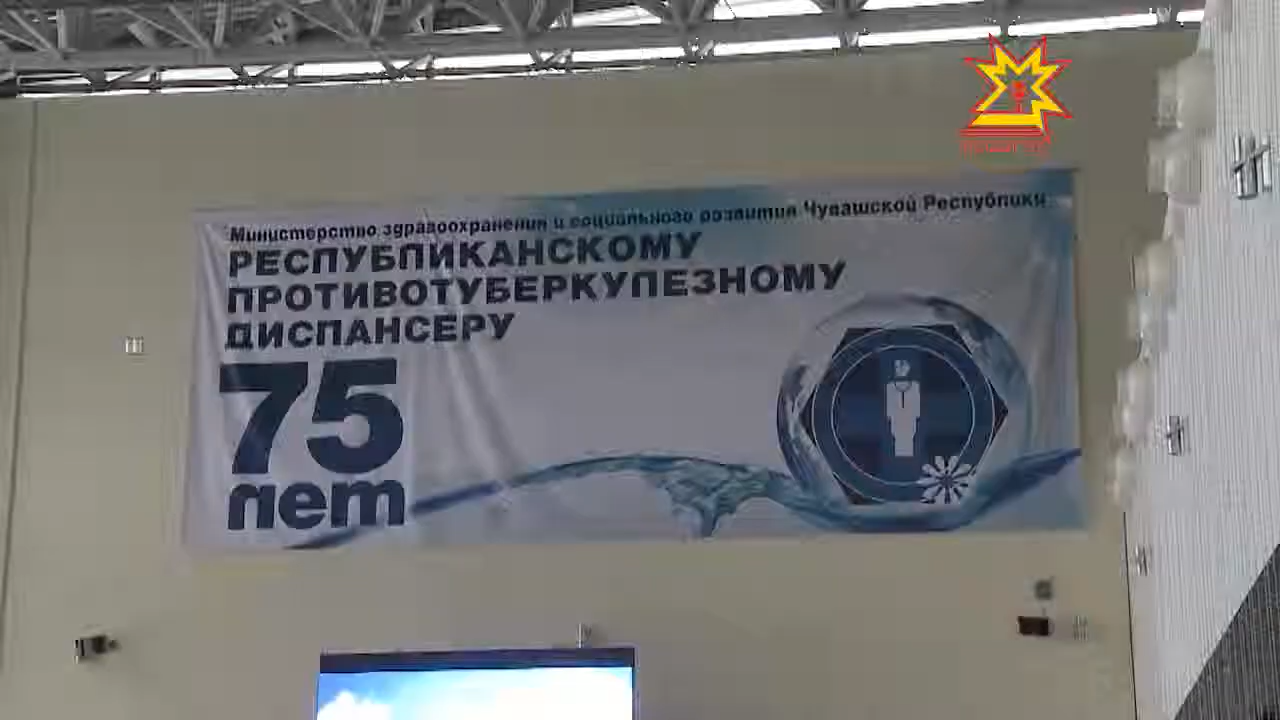 Министерство здравоохранения и социального развития Чувашской Республики
РЕСПУБЛИКАНСКОМУ
ПРОТИВОТУБЕРКУЛЕЗНОМУ
ДИСПАНСЕРУ
75
лет